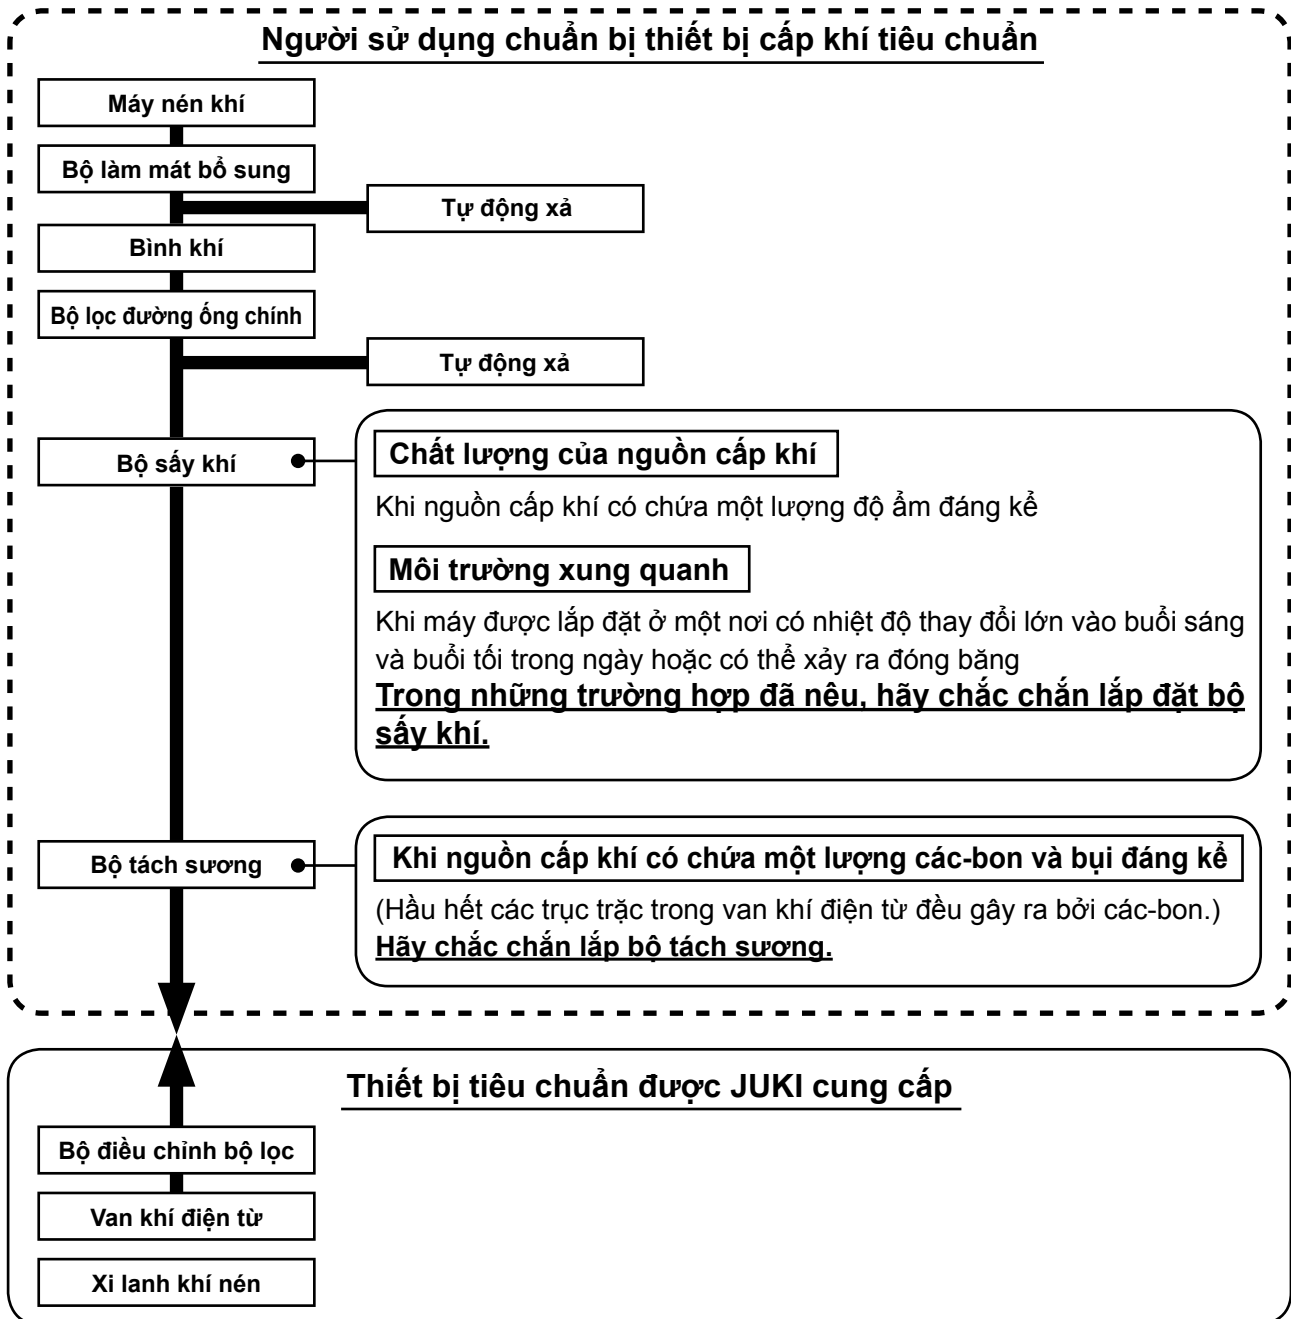 Người sử dụng chuẩn bị thiết bị cấp khí tiêu chuẩn
Máy nén khí
Bộ làm mát bổ sung
Tự động xả
Bình khí
Bộ lọc đường ống chính
Tự động xả
Bộ sấy khí
Chất lượng của nguồn cấp khí
Khi nguồn cấp khí có chứa một lượng độ ẩm đáng kể
Môi trường xung quanh
Khi máy được lắp đặt ở một nơi có nhiệt độ thay đổi lớn vào buổi sáng
và buổi tối trong ngày hoặc có thể xảy ra đóng băng
Trong những trường hợp đã nêu, hãy chắc chắn lắp đặt bộ
sấy khí.
Bộ tách sương
Khi nguồn cấp khí có chứa một lượng các-bon và bụi đáng kể
(Hầu hết các trục trặc trong van khí điện từ đều gây ra bởi các-bon.)
Hãy chắc chắn lắp bộ tách sương.
Thiết bị tiêu chuẩn được JUKI cung cấp
Bộ điều chỉnh bộ lọc
Van khí điện từ
Xi lanh khí nén